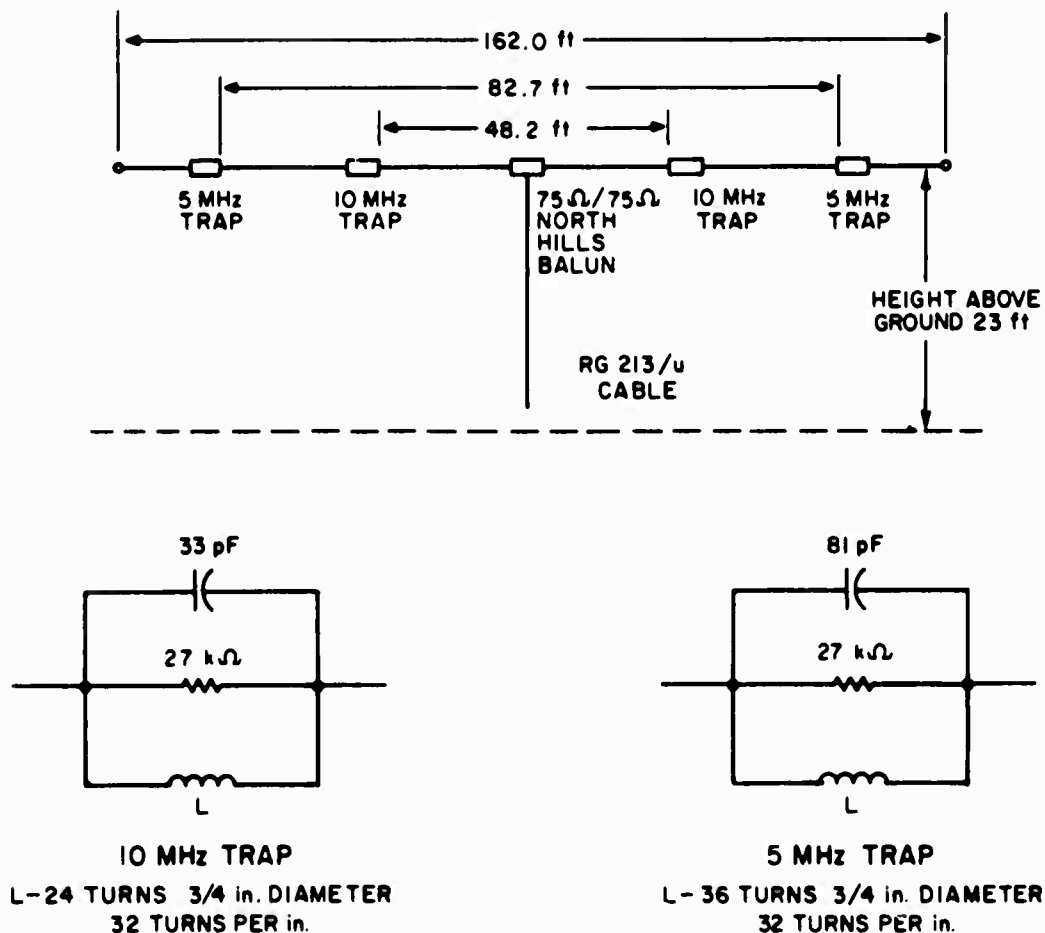 162.0 ft
82.7 ft
48.2 ft
5 MHz
TRAP
10 MHz
TRAP
75Ω/75Ω
NORTH
HILLS
BALUN
10 MHz
TRAP
5 MHz
TRAP
HEIGHT ABOVE
GROUND 23 ft
RG 213/u
CABLE
33 pF
27 kΩ
L
10 MHz TRAP
L-24 TURNS 3/4 in. DIAMETER
32 TURNS PER in.
81 pF
27 kΩ
L
5 MHz TRAP
L-36 TURNS 3/4 in. DIAMETER
32 TURNS PER in.